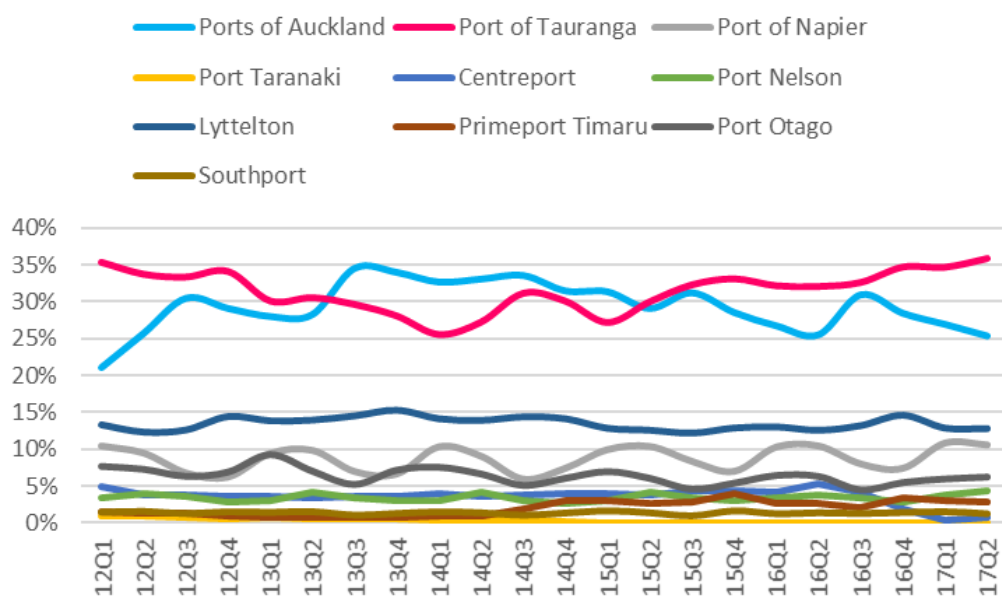 Ports of Auckland Port of Tauranga Port of Napier
Port Taranaki Centreport Port Nelson
Lyttelton Primeport Timaru Port Otago
Southport
40%
35%
30%
25%
20%
15%
10%
5%
0%
12Q1 12Q2 12Q3 12Q4 13Q1 13Q2 13Q3 13Q4 14Q1 14Q2 14Q3 14Q4 15Q1 15Q2 15Q3 15Q4 16Q1 16Q2 16Q3 16Q4 17Q1 17Q2